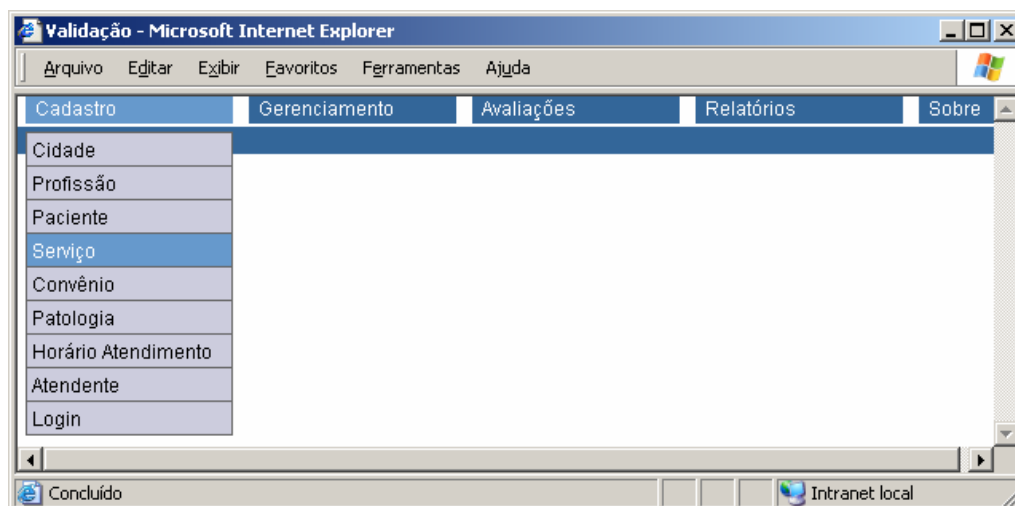 Validação - Microsoft Internet Explorer
Arquivo Editar Exibir Favoritos Ferramentas Ajuda
Cadastro Gerenciamento Avaliações Relatórios Sobre
Cidade
Profissão
Paciente
Serviço
Convênio
Patologia
Horário Atendimento
Atendente
Login
Concluído Intranet local